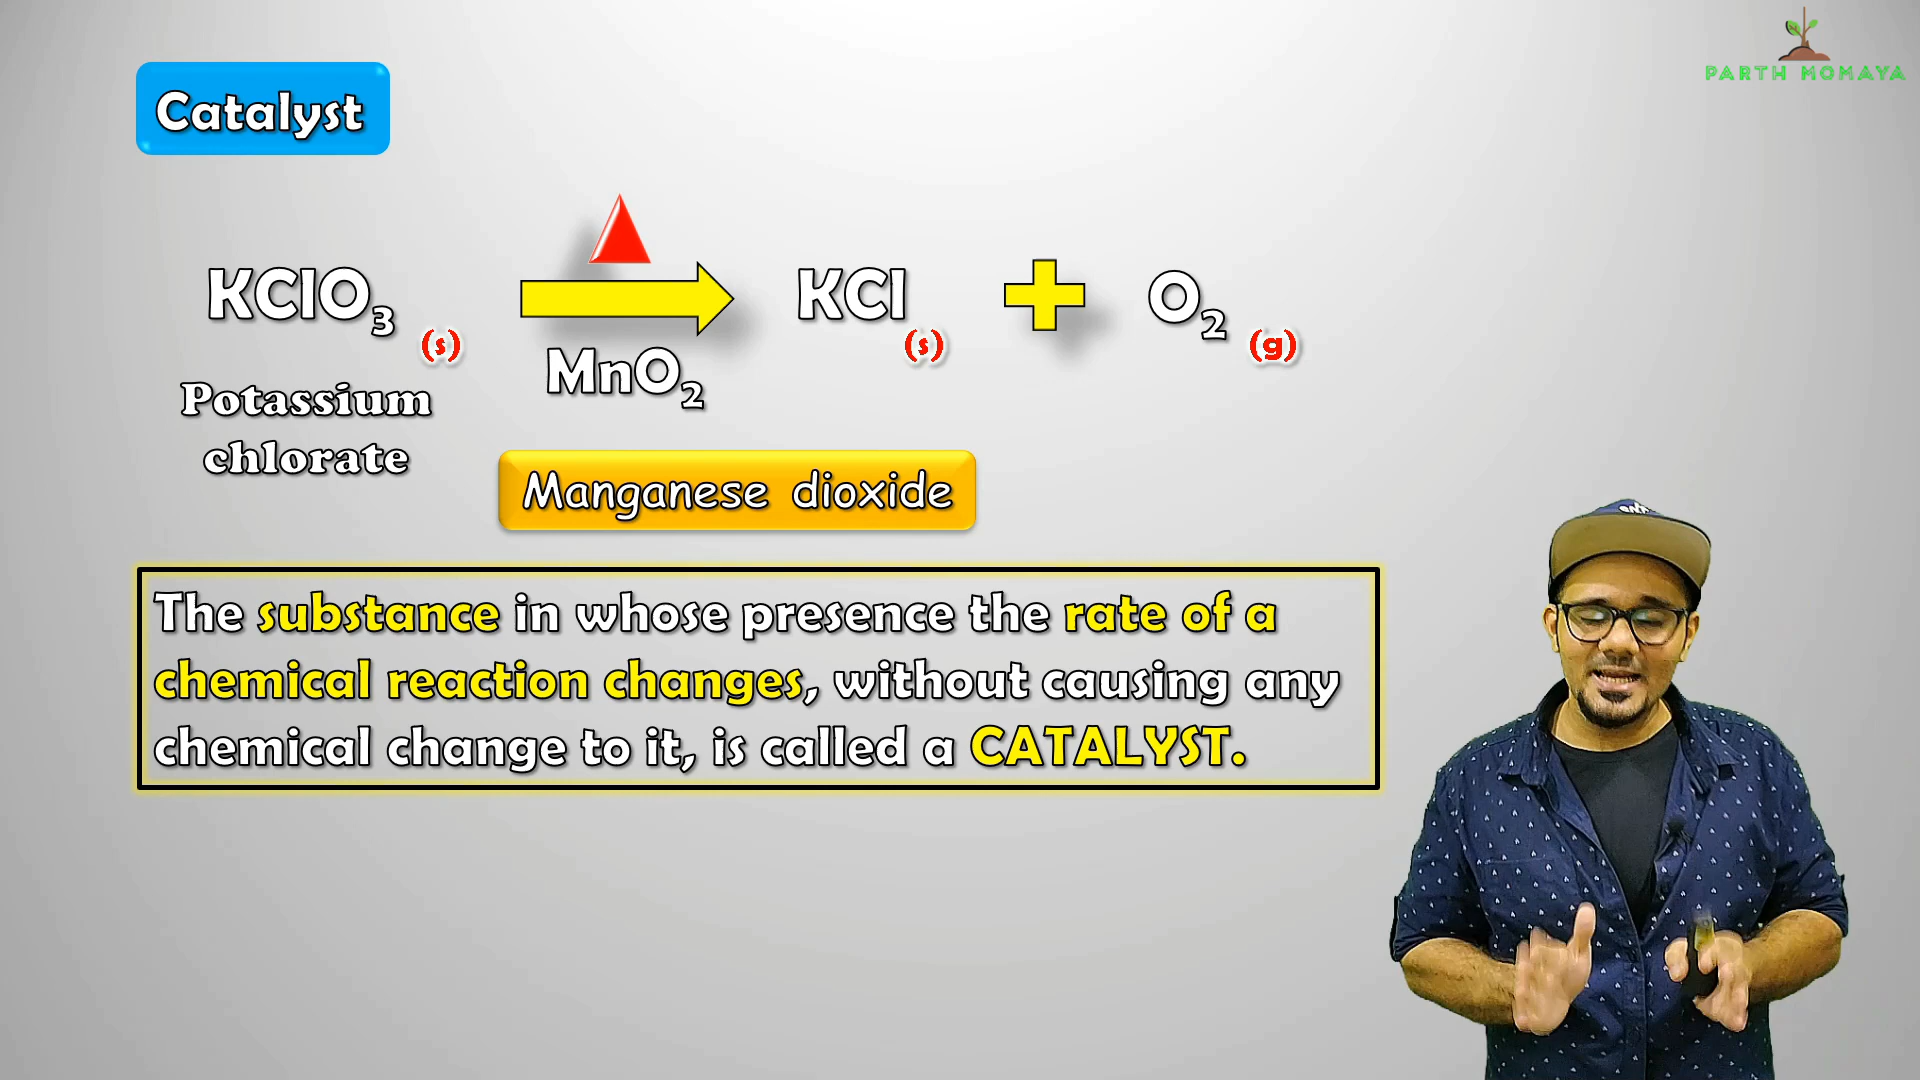 PARTH MOMAYA
Catalyst
KClO₃ (s) MnO₂ KCl (s) + O₂ (g)
Potassium
chlorate
Manganese dioxide
The substance in whose presence the rate of a
chemical reaction changes, without causing any
chemical change to it, is called a CATALYST.